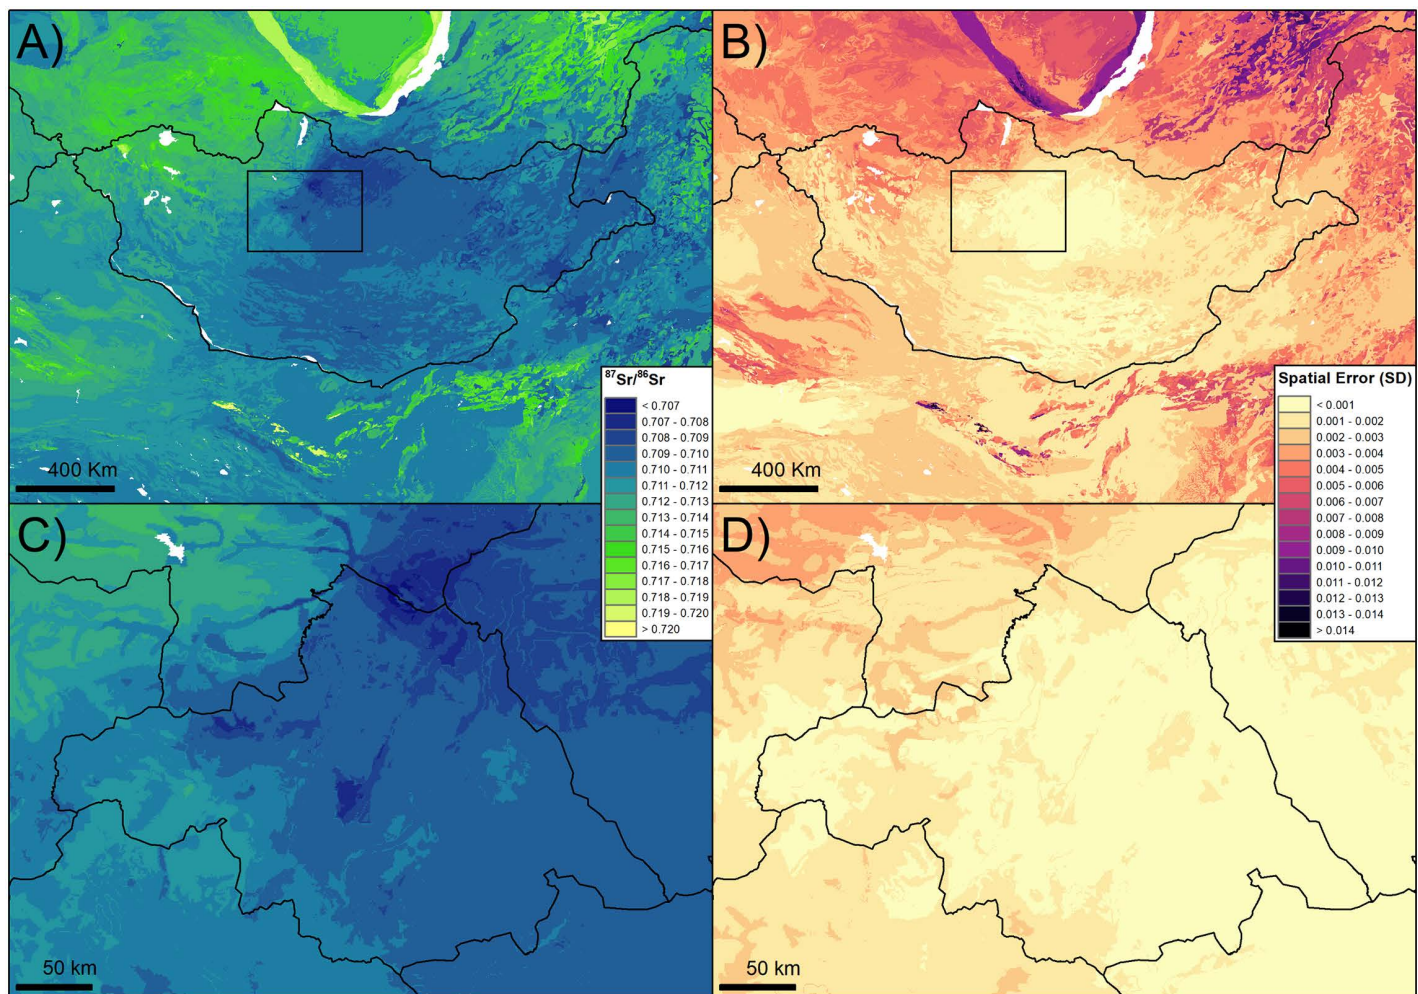 A)
B)
400 Km
400 Km
⁸⁷Sr/⁸⁶Sr
< 0.707
0.707 - 0.708
0.708 - 0.709
0.709 - 0.710
0.710 - 0.711
0.711 - 0.712
0.712 - 0.713
0.713 - 0.714
0.714 - 0.715
0.715 - 0.716
0.716 - 0.717
0.717 - 0.718
0.718 - 0.719
0.719 - 0.720
> 0.720
Spatial Error (SD)
< 0.001
0.001 - 0.002
0.002 - 0.003
0.003 - 0.004
0.004 - 0.005
0.005 - 0.006
0.006 - 0.007
0.007 - 0.008
0.008 - 0.009
0.009 - 0.010
0.010 - 0.011
0.011 - 0.012
0.012 - 0.013
0.013 - 0.014
> 0.014
C)
D)
50 km
50 km